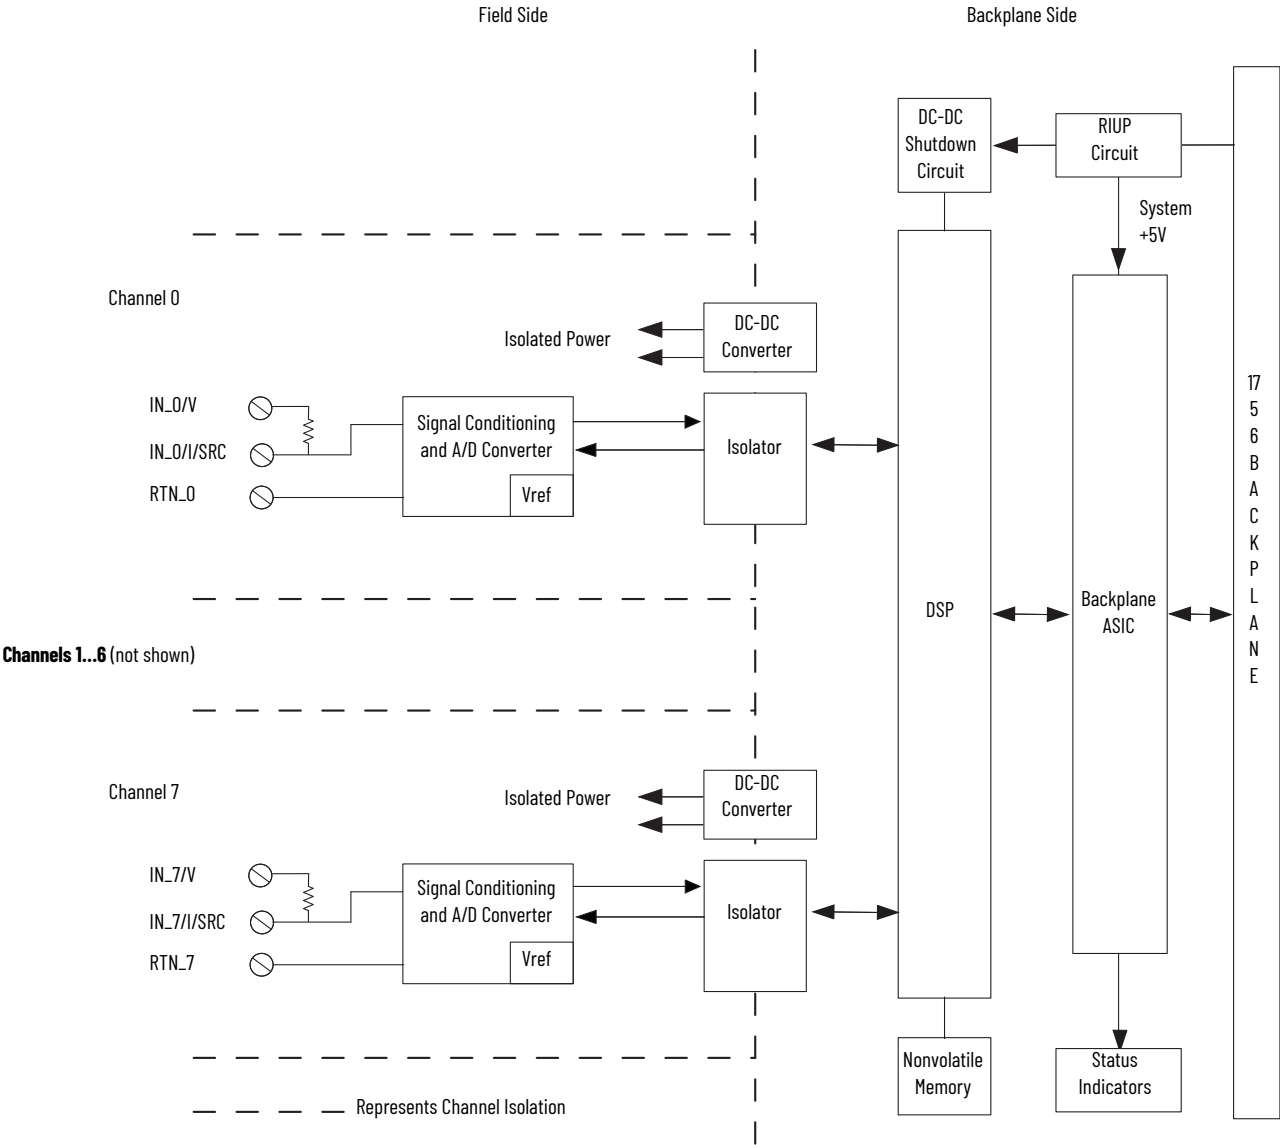 Field Side
Backplane Side
DC-DC
Shutdown
Circuit
RIUP
Circuit
System
+5V
Channel 0
Isolated Power
DC-DC
Converter
IN_0/V
IN_0/I/SRC
RTN_0
Signal Conditioning
and A/D Converter
Vref
Isolator
DSP
Backplane
ASIC
17
5
6
B
A
C
K
P
L
A
N
E
Channels 1...6 (not shown)
Channel 7
Isolated Power
DC-DC
Converter
IN_7/V
IN_7/I/SRC
RTN_7
Signal Conditioning
and A/D Converter
Vref
Isolator
Nonvolatile
Memory
Status
Indicators
Represents Channel Isolation